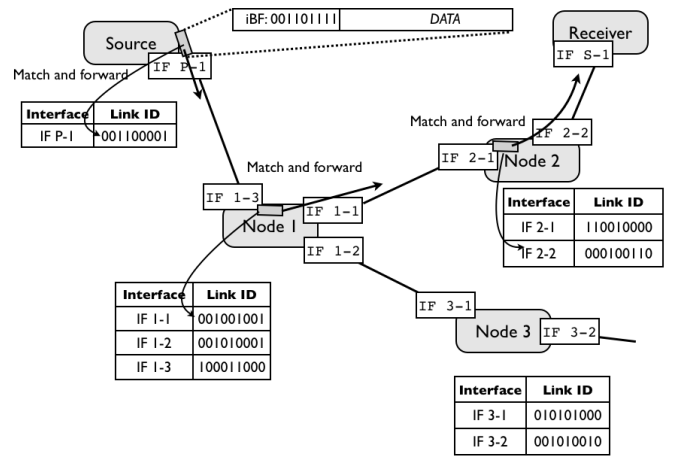 iBF: 001101111 DATA
Source
Receiver
IF P-1
IF S-1
Match and forward
Interface Link ID
IF P-1 001100001
Match and forward
IF 2-2
IF 2-1
Node 2
Match and forward
IF 1-3
IF 1-1
Node 1
IF 1-2
Interface Link ID
IF 2-1 110010000
IF 2-2 000100110
Interface Link ID
IF 1-1 001001001
IF 1-2 001010001
IF 1-3 100011000
IF 3-1
Node 3
IF 3-2
Interface Link ID
IF 3-1 010101000
IF 3-2 001010010